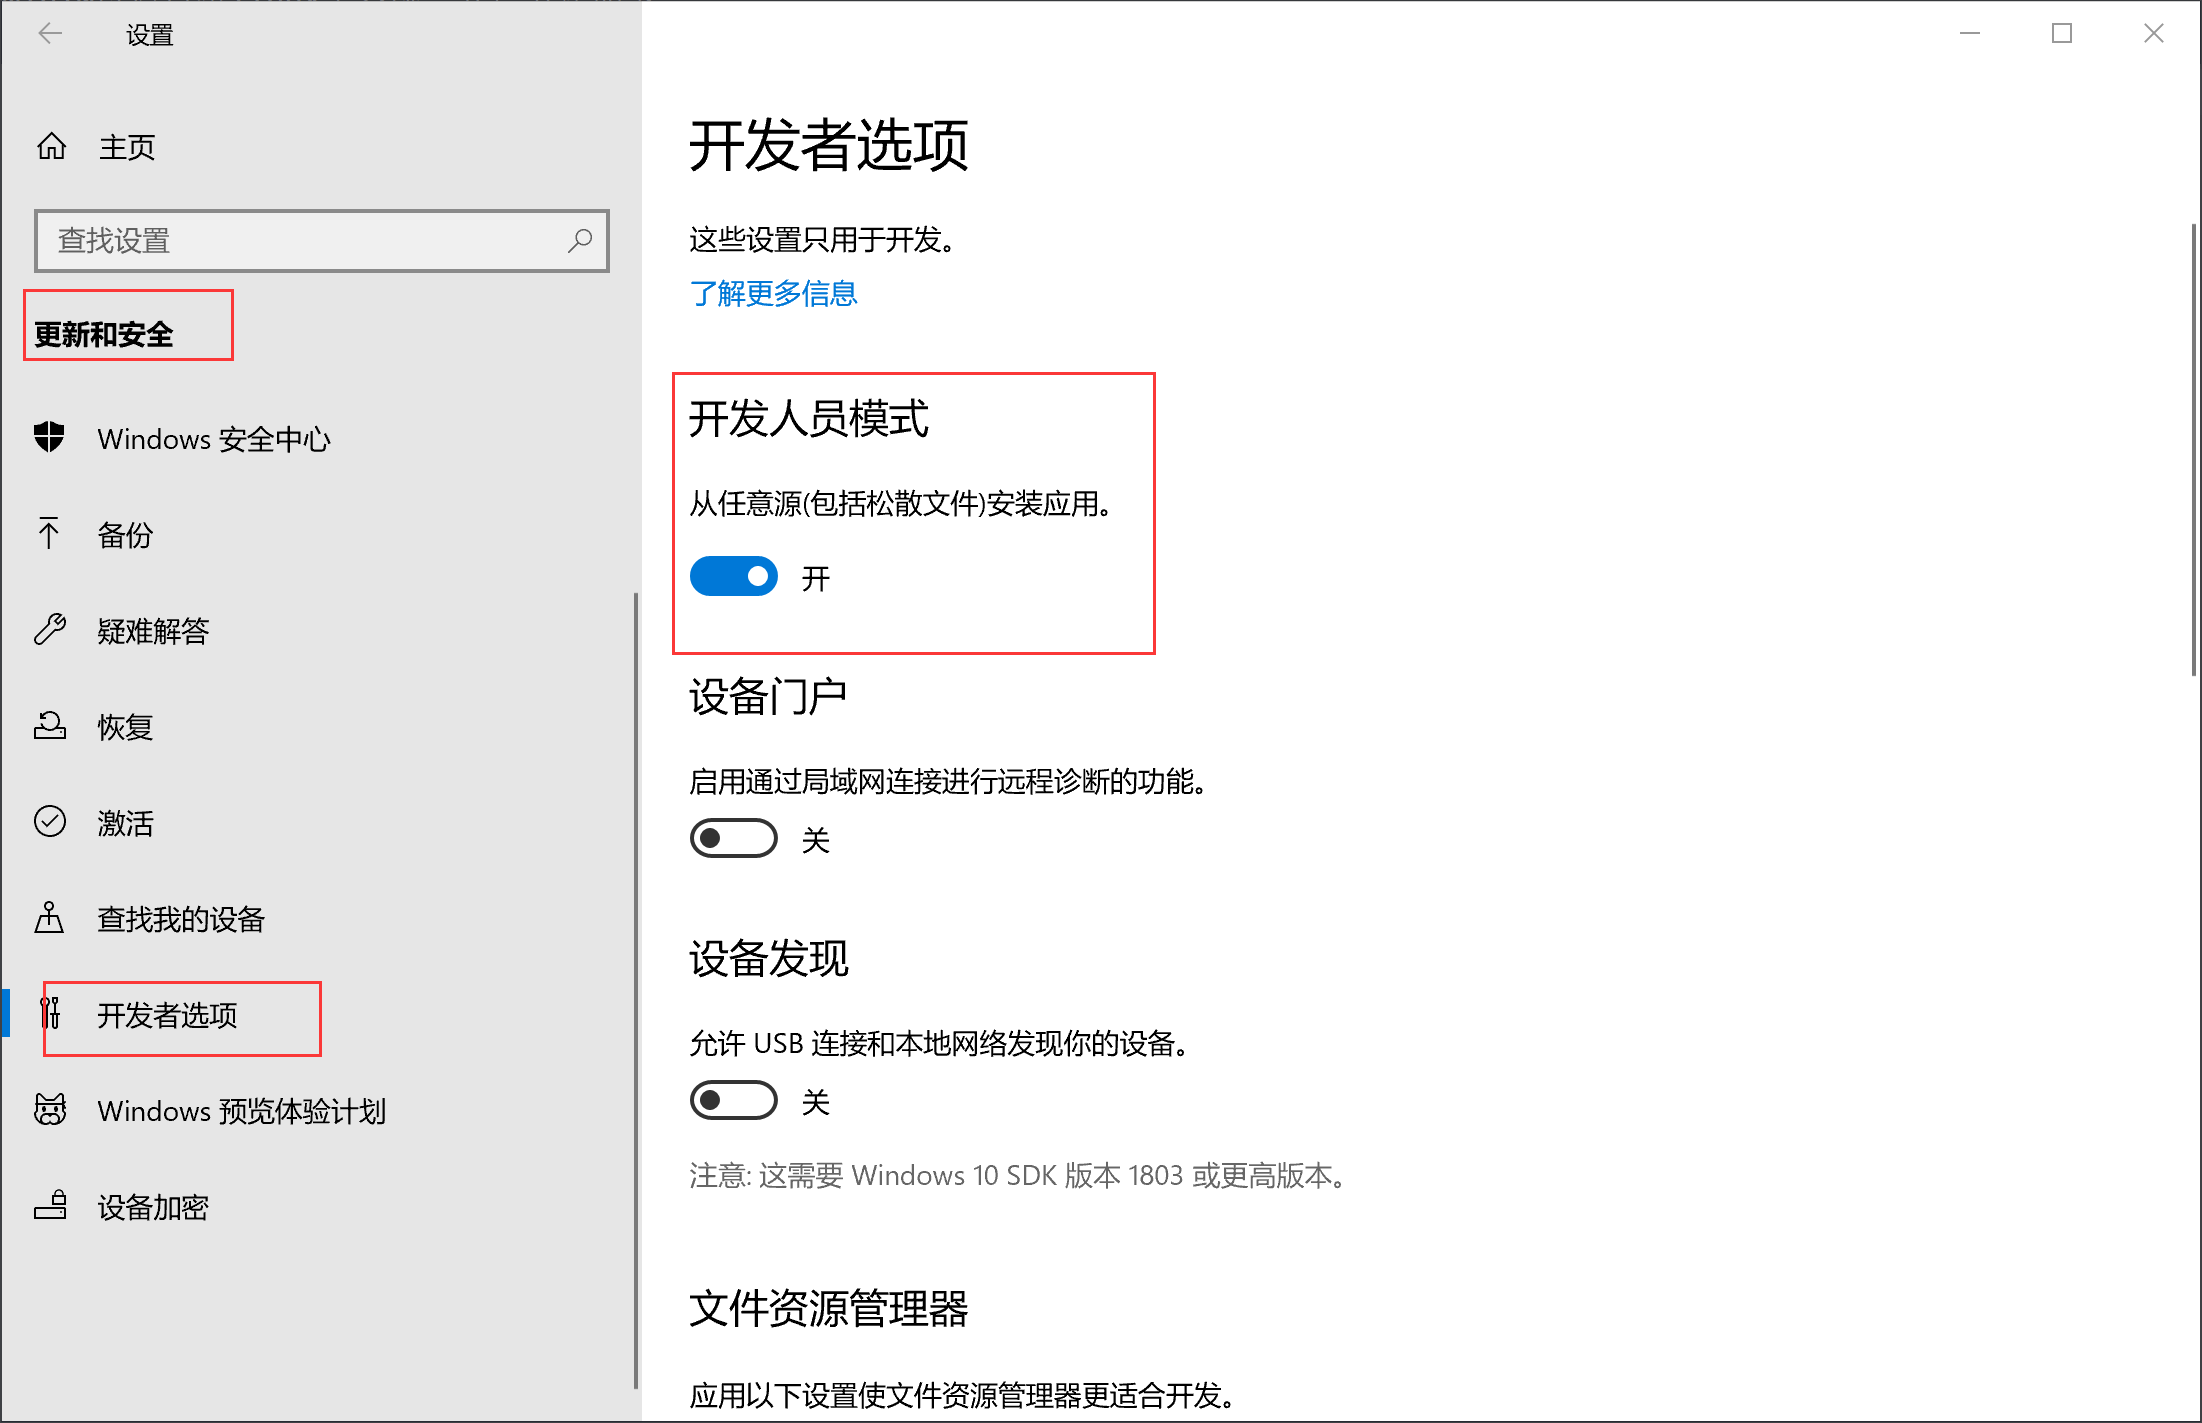 设置
主页
查找设置
更新和安全
Windows 安全中心
备份
疑难解答
恢复
激活
查找我的设备
开发者选项
Windows 预览体验计划
设备加密
开发者选项
这些设置只用于开发。
了解更多信息
开发人员模式
从任意源(包括松散文件)安装应用。
开
设备门户
启用通过局域网连接进行远程诊断的功能。
关
设备发现
允许 USB 连接和本地网络发现你的设备。
关
注意: 这需要 Windows 10 SDK 版本 1803 或更高版本。
文件资源管理器
应用以下设置使文件资源管理器更适合开发。